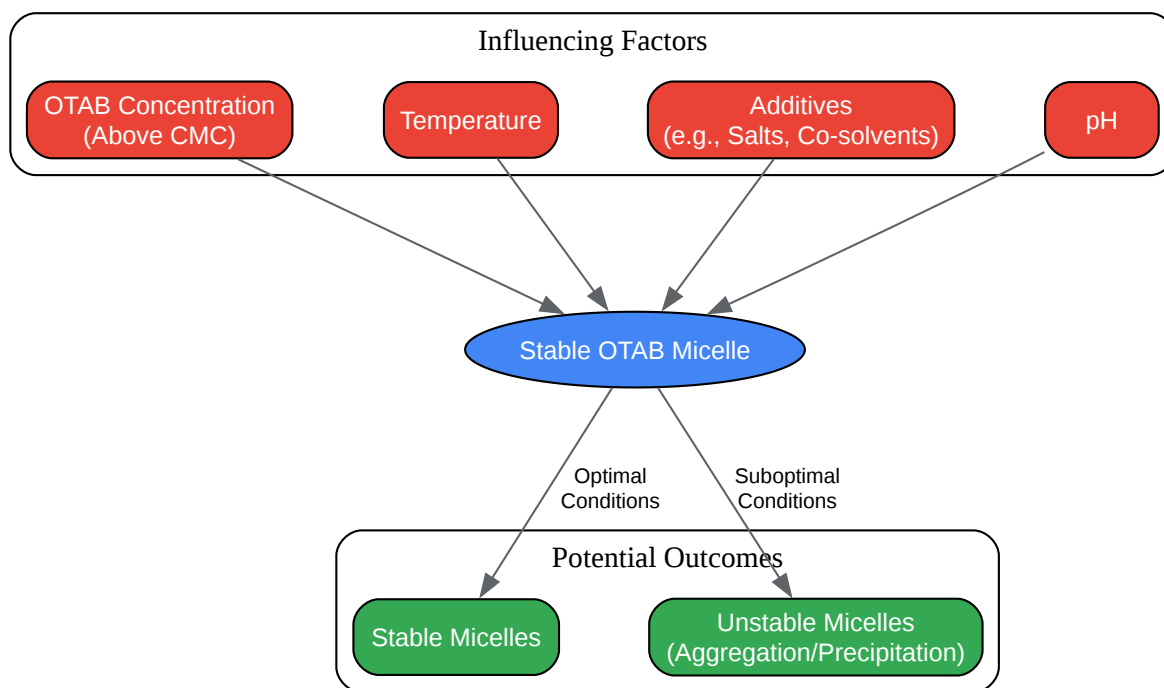 Influencing Factors
OTAB Concentration
(Above CMC)
Temperature
Additives
(e.g., Salts, Co-solvents)
pH
Stable OTAB Micelle
Optimal
Conditions
Suboptimal
Conditions
Potential Outcomes
Stable Micelles
Unstable Micelles
(Aggregation/Precipitation)